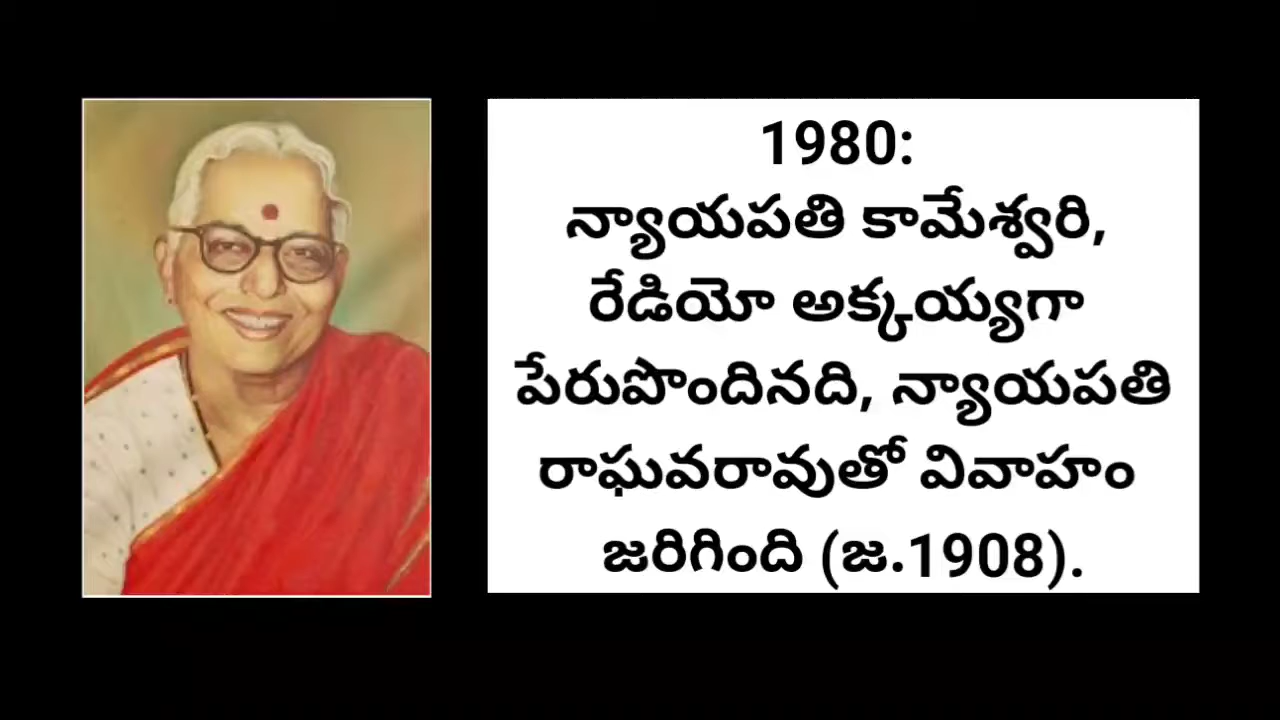 1980:
న్యాయపతి కామేశ్వరి,
రేడియో అక్కయ్యగా
పేరుపొందినది, న్యాయపతి
రాఘవరావుతో వివాహం
జరిగింది (జ.1908).